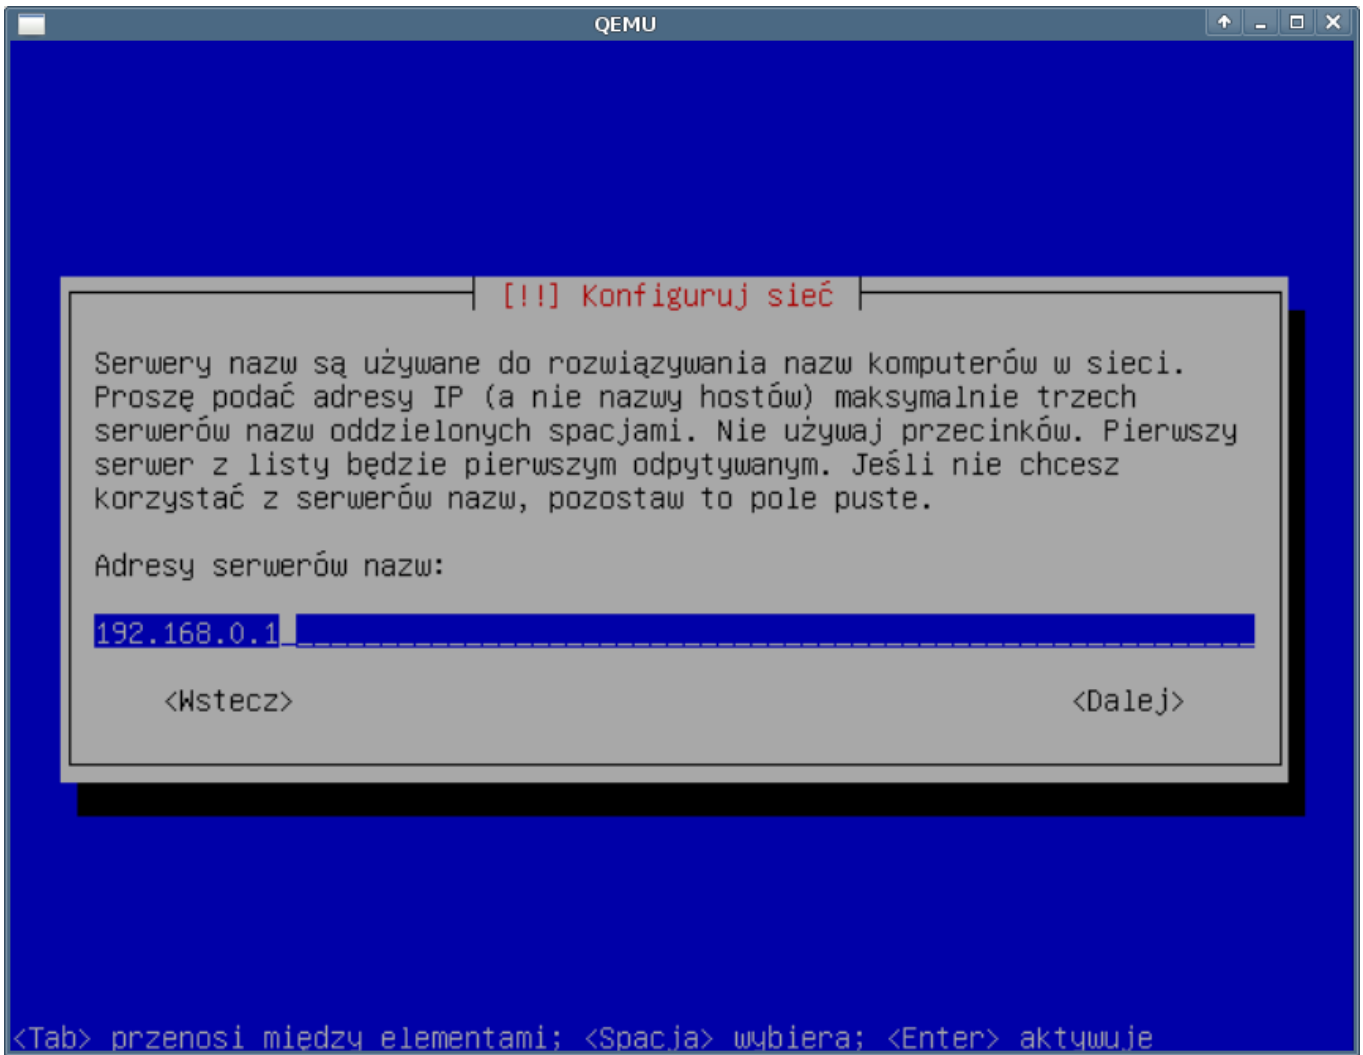 QEMU
[!!] Konfiguruj sieć
Serwery nazw są używane do rozwiązywania nazw komputerów w sieci.
Proszę podać adresy IP (a nie nazwy hostów) maksymalnie trzech
serwerów nazw oddzielonych spacjami. Nie używaj przecinków. Pierwszy
serwer z listy będzie pierwszym odpytywanym. Jeśli nie chcesz
korzystać z serwerów nazw, pozostaw to pole puste.
Adresy serwerów nazw:
192.168.0.1
<Wstecz> <Dalej>
<Tab> przenosi między elementami; <Spacja> wybiera; <Enter> aktywuje